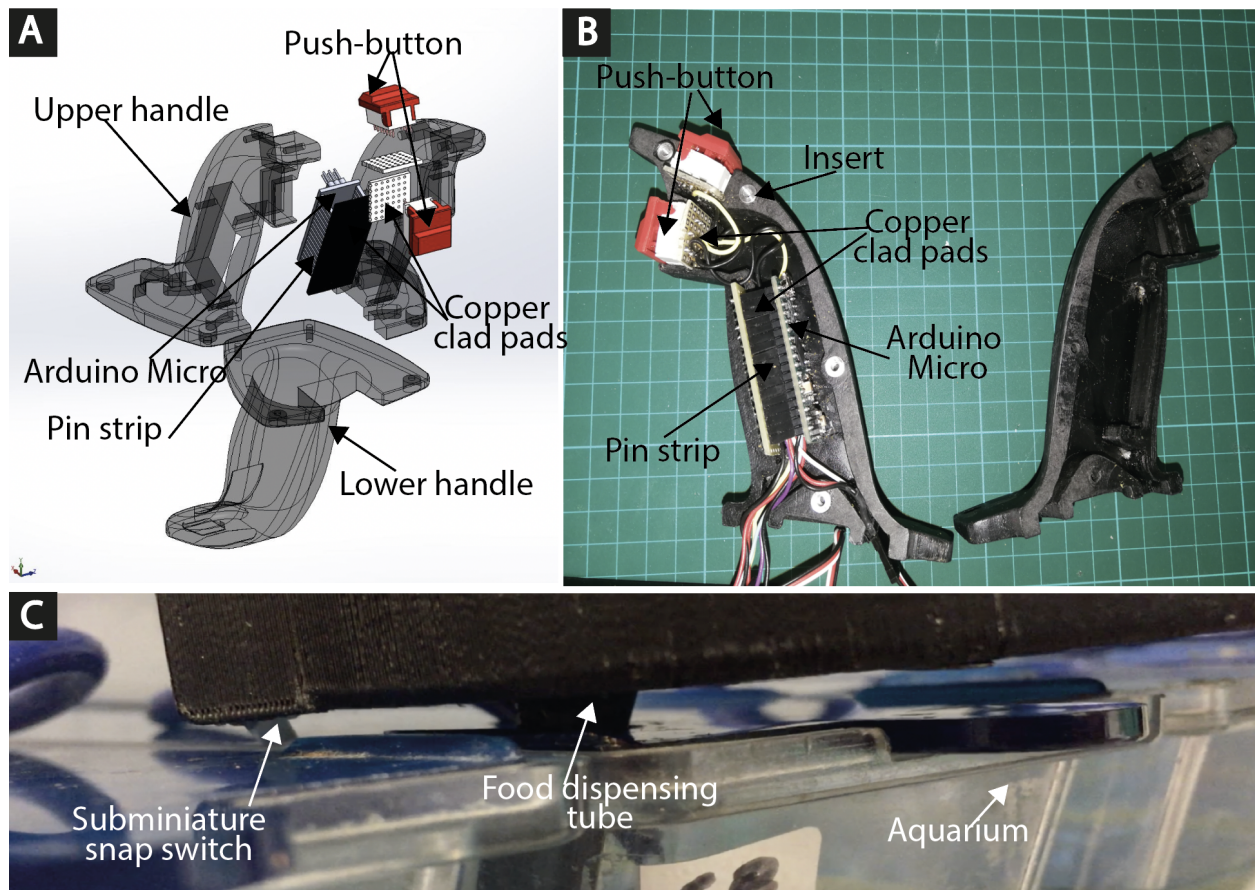 A
Push-button
Upper handle
Copper
clad pads
Arduino Micro
Pin strip
Lower handle
B
Push-button
Insert
Copper
clad pads
Arduino
Micro
Pin strip
C
Subminiature
snap switch
Food dispensing
tube
Aquarium